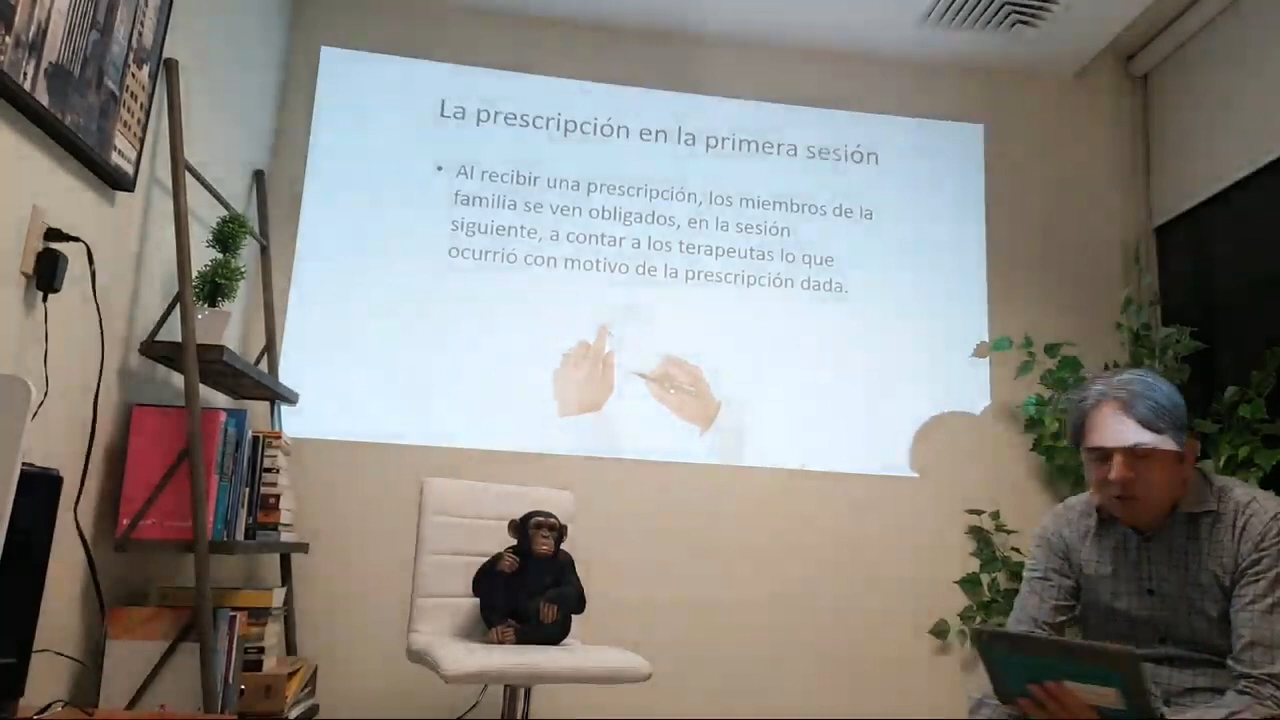 La prescripción en la primera sesión
• Al recibir una prescripción, los miembros de la
familia se ven obligados, en la sesión
siguiente, a contar a los terapeutas lo que
ocurrió con motivo de la prescripción dada.